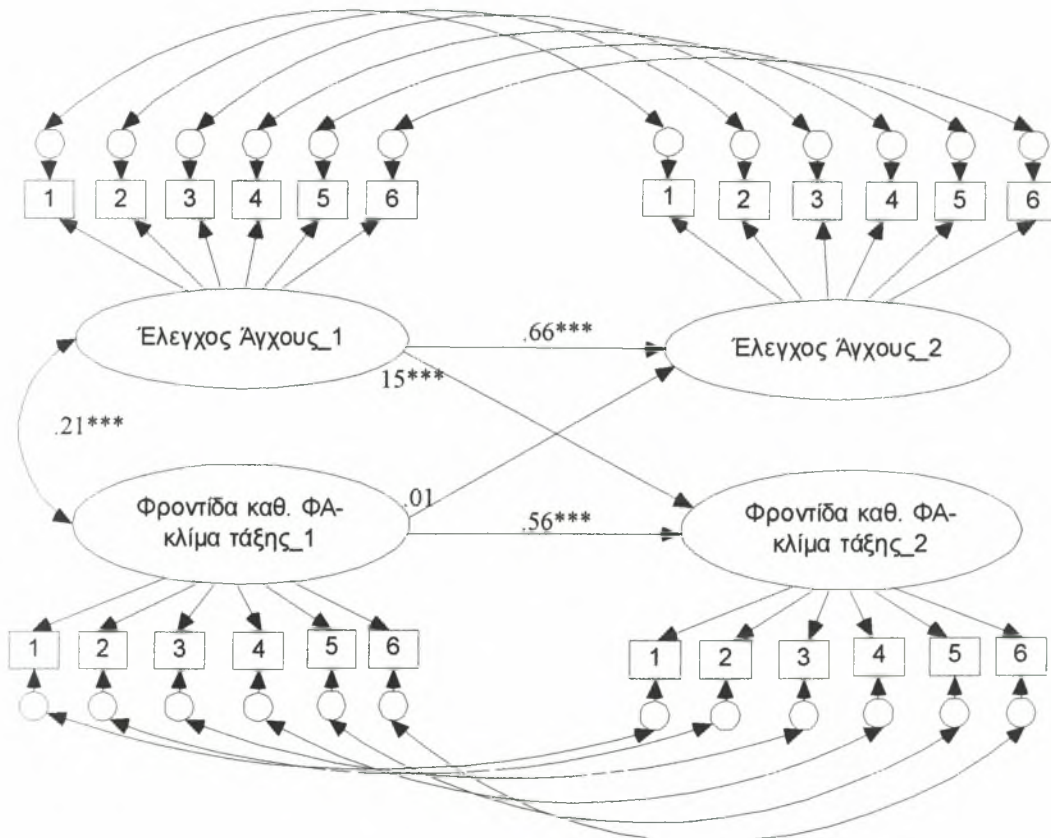 1 2 3 4 5 6
1 2 3 4 5 6
Έλεγχος Άγχους_1
.66***
Έλεγχος Άγχους_2
15***
.21***
Φροντίδα καθ. ΦΑ-
κλίμα τάξης_1
.01
.56***
Φροντίδα καθ. ΦΑ-
κλίμα τάξης_2
1 2 3 4 5 6
1 2 3 4 5 6